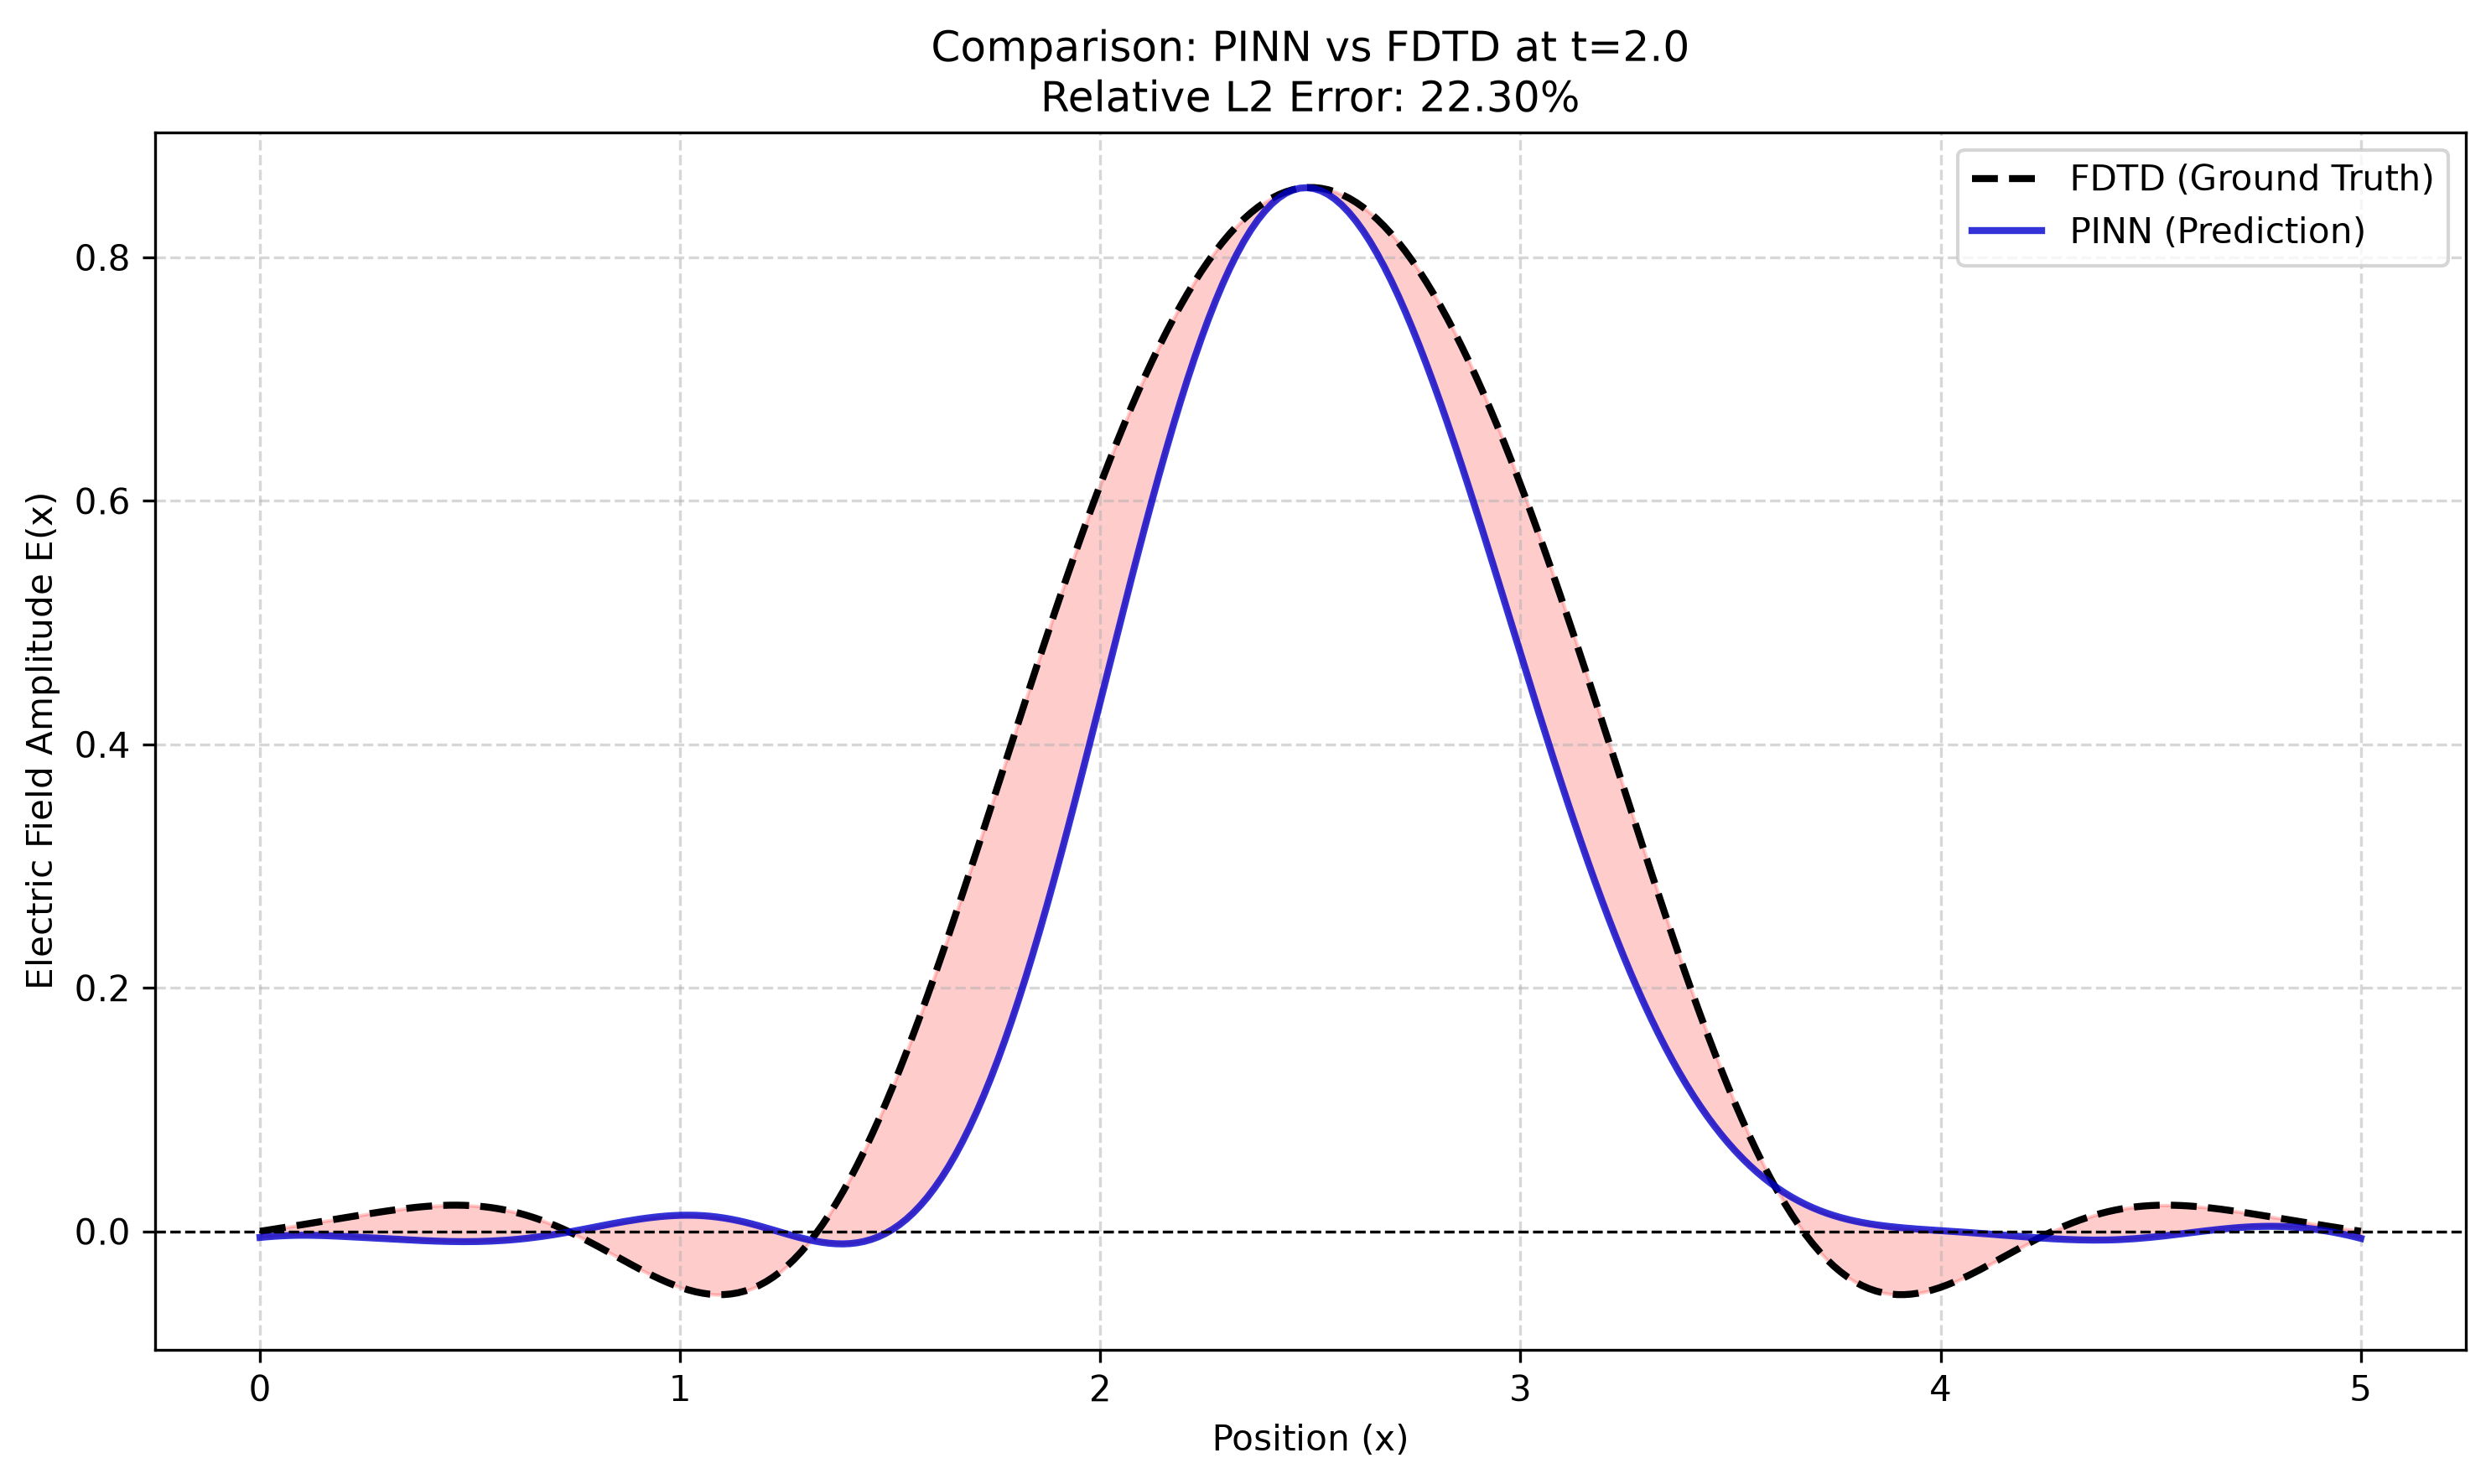 Comparison: PINN vs FDTD at t=2.0
Relative L2 Error: 22.30%
FDTD (Ground Truth)
PINN (Prediction)
Electric Field Amplitude E(x)
0.8
0.6
0.4
0.2
0.0
0
1
2
3
4
5
Position (x)